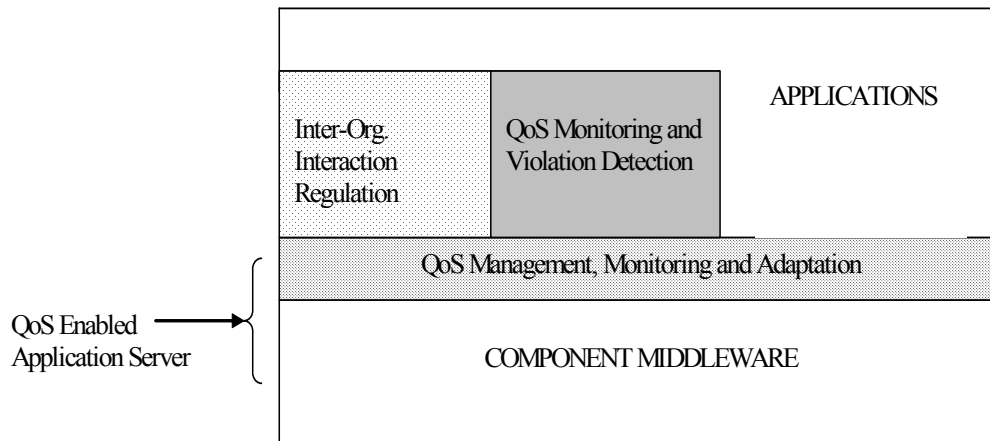 APPLICATIONS
Inter-Org.
Interaction
Regulation
QoS Monitoring and
Violation Detection
QoS Management, Monitoring and Adaptation
QoS Enabled
Application Server
COMPONENT MIDDLEWARE